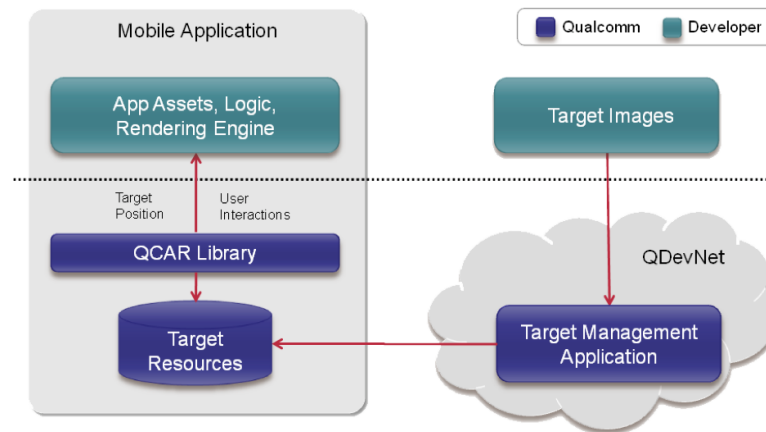 Mobile Application
Qualcomm
Developer
App Assets, Logic,
Rendering Engine
Target Images
Target
Position
User
Interactions
QCAR Library
QDevNet
Target
Resources
Target Management
Application